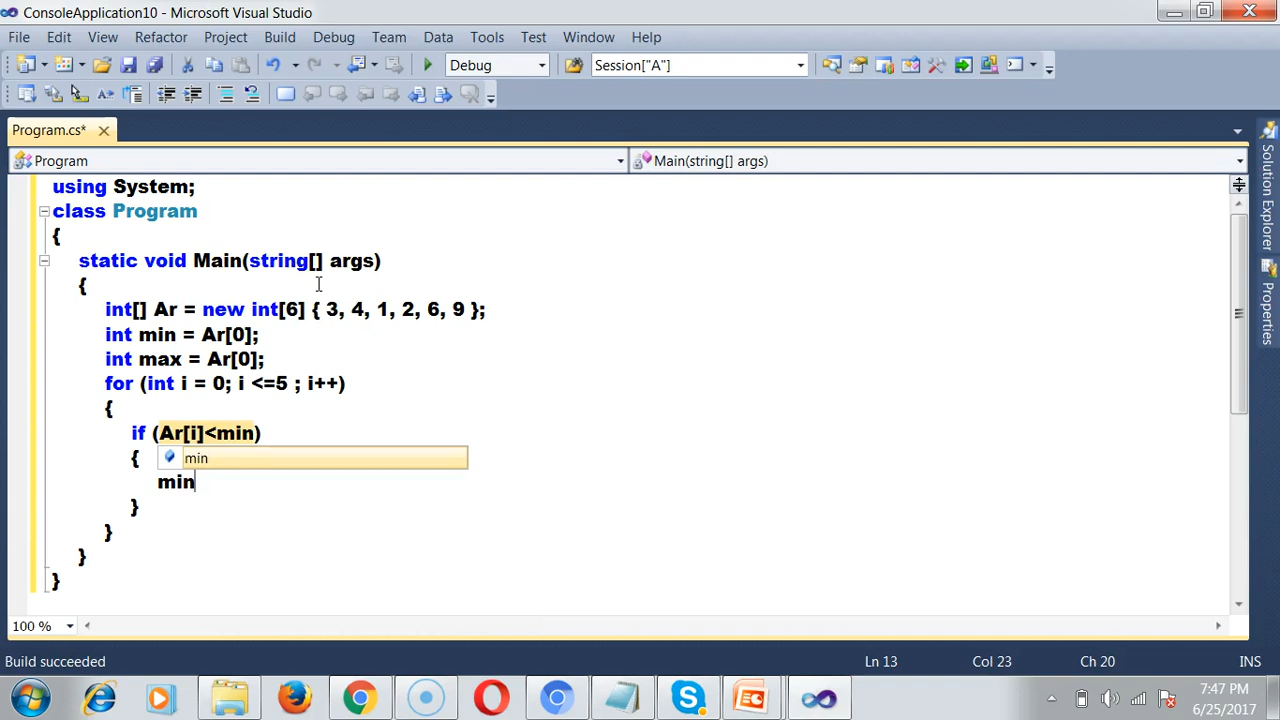 ConsoleApplication10 - Microsoft Visual Studio
File Edit View Refactor Project Build Debug Team Data Tools Test Window Help
Debug Session["A"]
Program.cs*
Program Main(string[] args)
using System;
class Program
{
static void Main(string[] args)
{
int[] Ar = new int[6] { 3, 4, 1, 2, 6, 9 };
int min = Ar[0];
int max = Ar[0];
for (int i = 0; i <=5 ; i++)
{
if (Ar[i]<min)
{
min
min
}
}
}
}
Solution Explorer
Properties
100 %
Build succeeded Ln 13 Col 23 Ch 20 INS
7:47 PM
6/25/2017